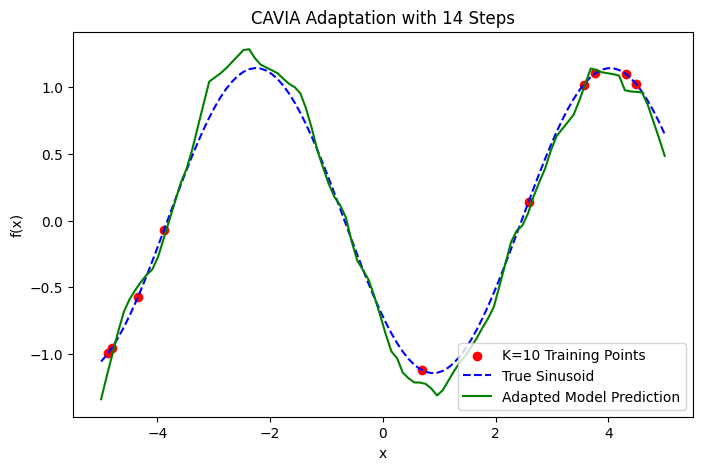 CAVIA Adaptation with 14 Steps
f(x)
1.0
0.5
0.0
−0.5
−1.0
K=10 Training Points
True Sinusoid
Adapted Model Prediction
−4
−2
0
2
4
x